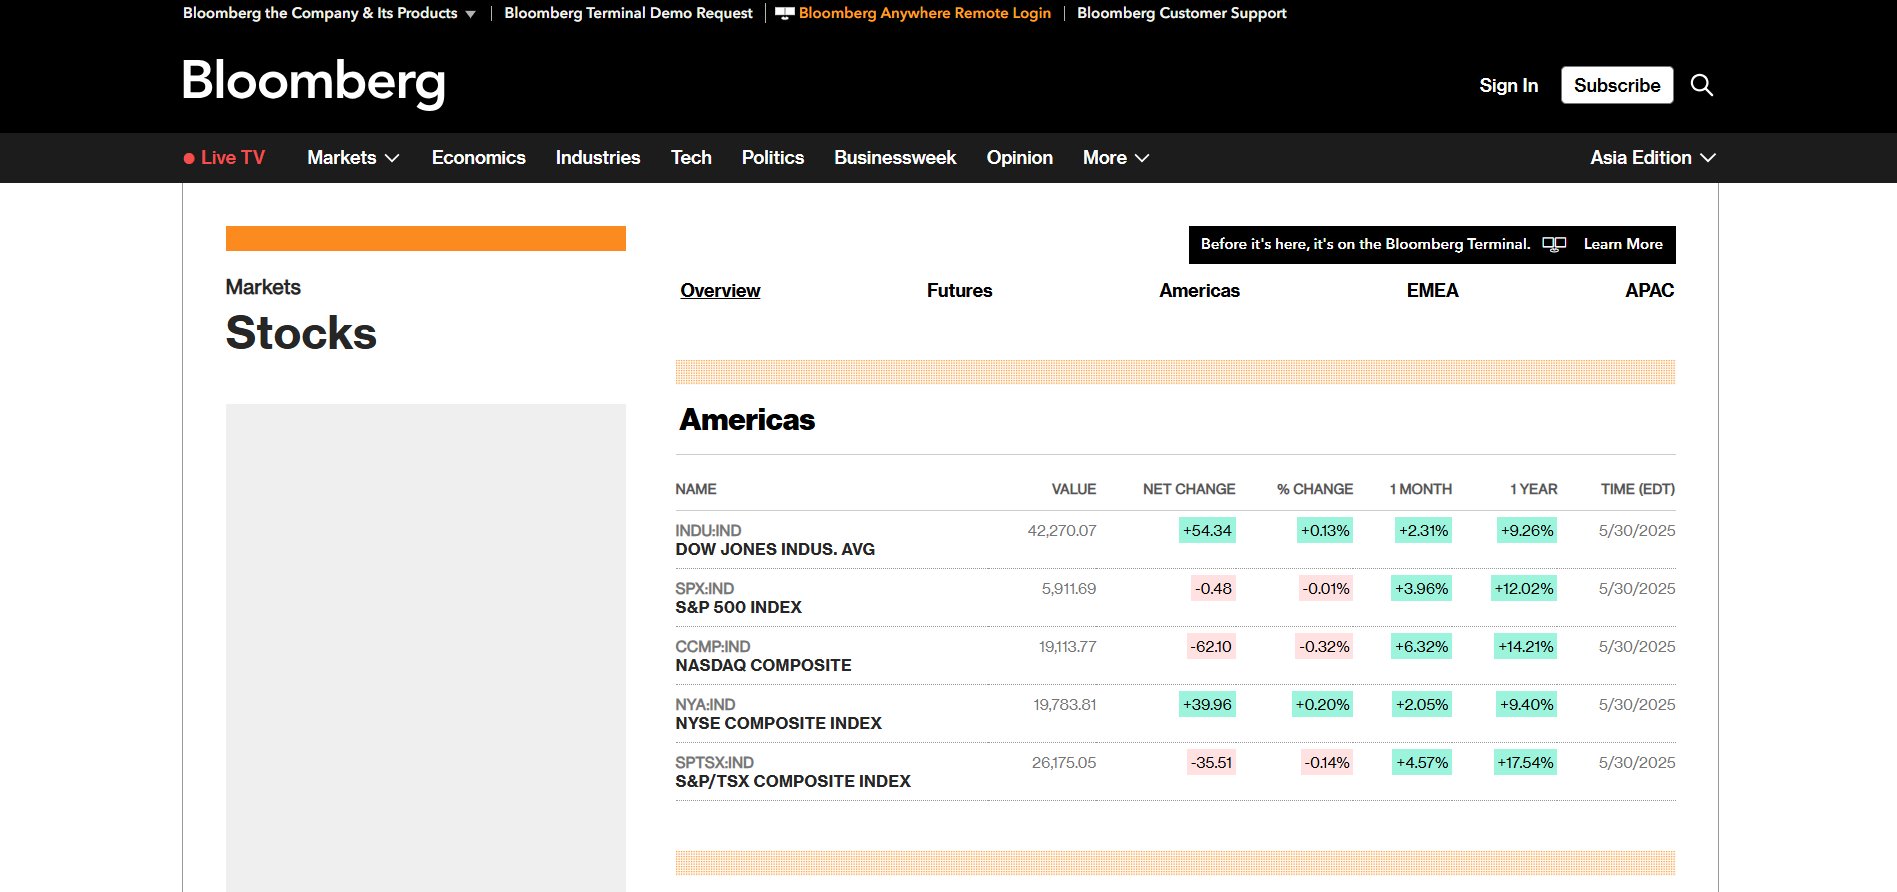 Bloomberg the Company & Its Products Bloomberg Terminal Demo Request Bloomberg Anywhere Remote Login Bloomberg Customer Support
Bloomberg
Sign In Subscribe
Live TV Markets Economics Industries Tech Politics Businessweek Opinion More Asia Edition
Before it's here, it's on the Bloomberg Terminal. Learn More
Markets
Stocks
Overview Futures Americas EMEA APAC
Americas
NAME VALUE NET CHANGE % CHANGE 1 MONTH 1 YEAR TIME (EDT)
INDU:IND 42,270.07 +54.34 +0.13% +2.31% +9.26% 5/30/2025
DOW JONES INDUS. AVG
SPX:IND 5,911.69 -0.48 -0.01% +3.96% +12.02% 5/30/2025
S&P 500 INDEX
CCMP:IND 19,113.77 -62.10 -0.32% +6.32% +14.21% 5/30/2025
NASDAQ COMPOSITE
NYA:IND 19,783.81 +39.96 +0.20% +2.05% +9.40% 5/30/2025
NYSE COMPOSITE INDEX
SPTSX:IND 26,175.05 -35.51 -0.14% +4.57% +17.54% 5/30/2025
S&P/TSX COMPOSITE INDEX